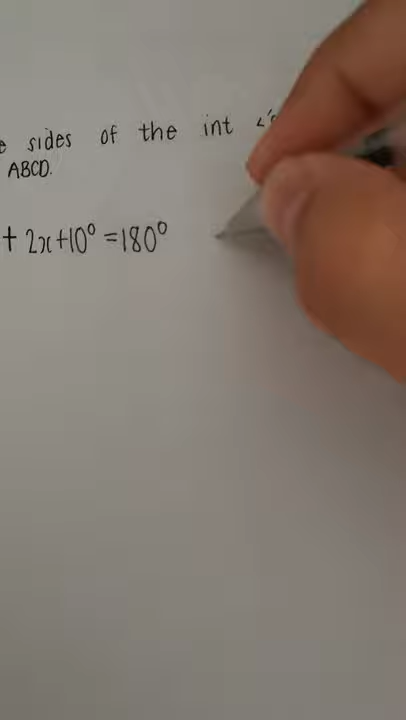 sides of the int
ABCD.
+ 2x+10° =180°